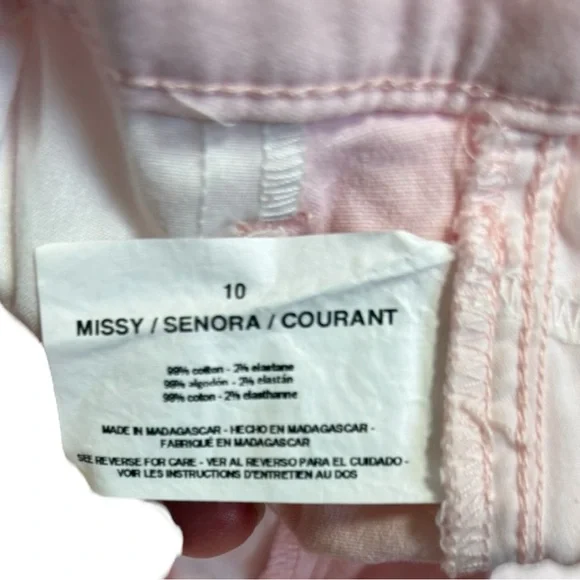 10
MISSY / SENORA / COURANT
98% cotton - 2% elastane
98% algodón - 2% elastán
98% coton - 2% elasthanne
MADE IN MADAGASCAR - HECHO EN MADAGASCAR -
FABRIQUÉ EN MADAGASCAR
SEE REVERSE FOR CARE - VER AL REVERSO PARA EL CUIDADO -
VOIR LES INSTRUCTIONS D'ENTRETIEN AU DOS